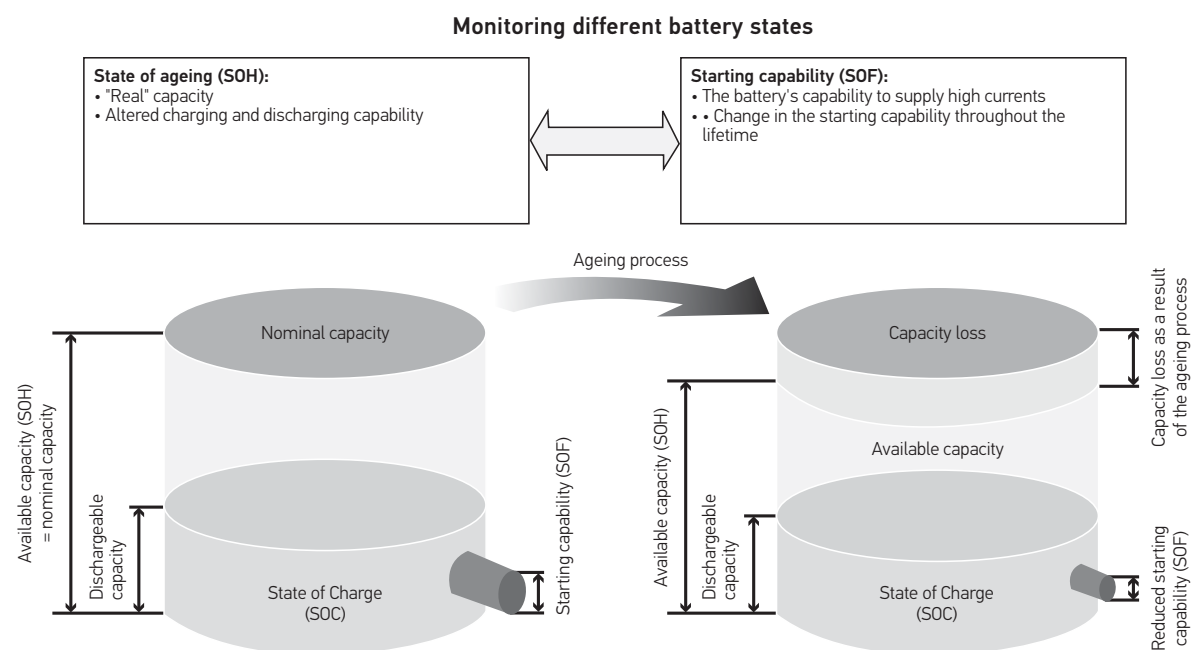 Monitoring different battery states
State of ageing (SOH):
• "Real" capacity
• Altered charging and discharging capability
Starting capability (SOF):
• The battery's capability to supply high currents
• • Change in the starting capability throughout the
lifetime
Ageing process
Nominal capacity
Available capacity (SOH)
= nominal capacity
Dischargeable
capacity
State of Charge
(SOC)
Starting capability (SOF)
Capacity loss
Available capacity
Available capacity (SOH)
Dischargeable
capacity
State of Charge
(SOC)
Capacity loss as a result
of the ageing process
Reduced starting
capability (SOF)